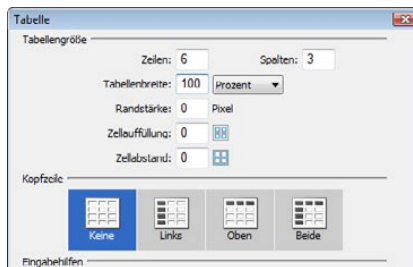 Tabelle
Tabellengröße
Zeilen: 6 Spalten: 3
Tabellenbreite: 100 Prozent
Randstärke: 0 Pixel
Zellauffüllung: 0
Zellabstand: 0
Kopfzeile
Keine Links Oben Beide
Eingabehilfen